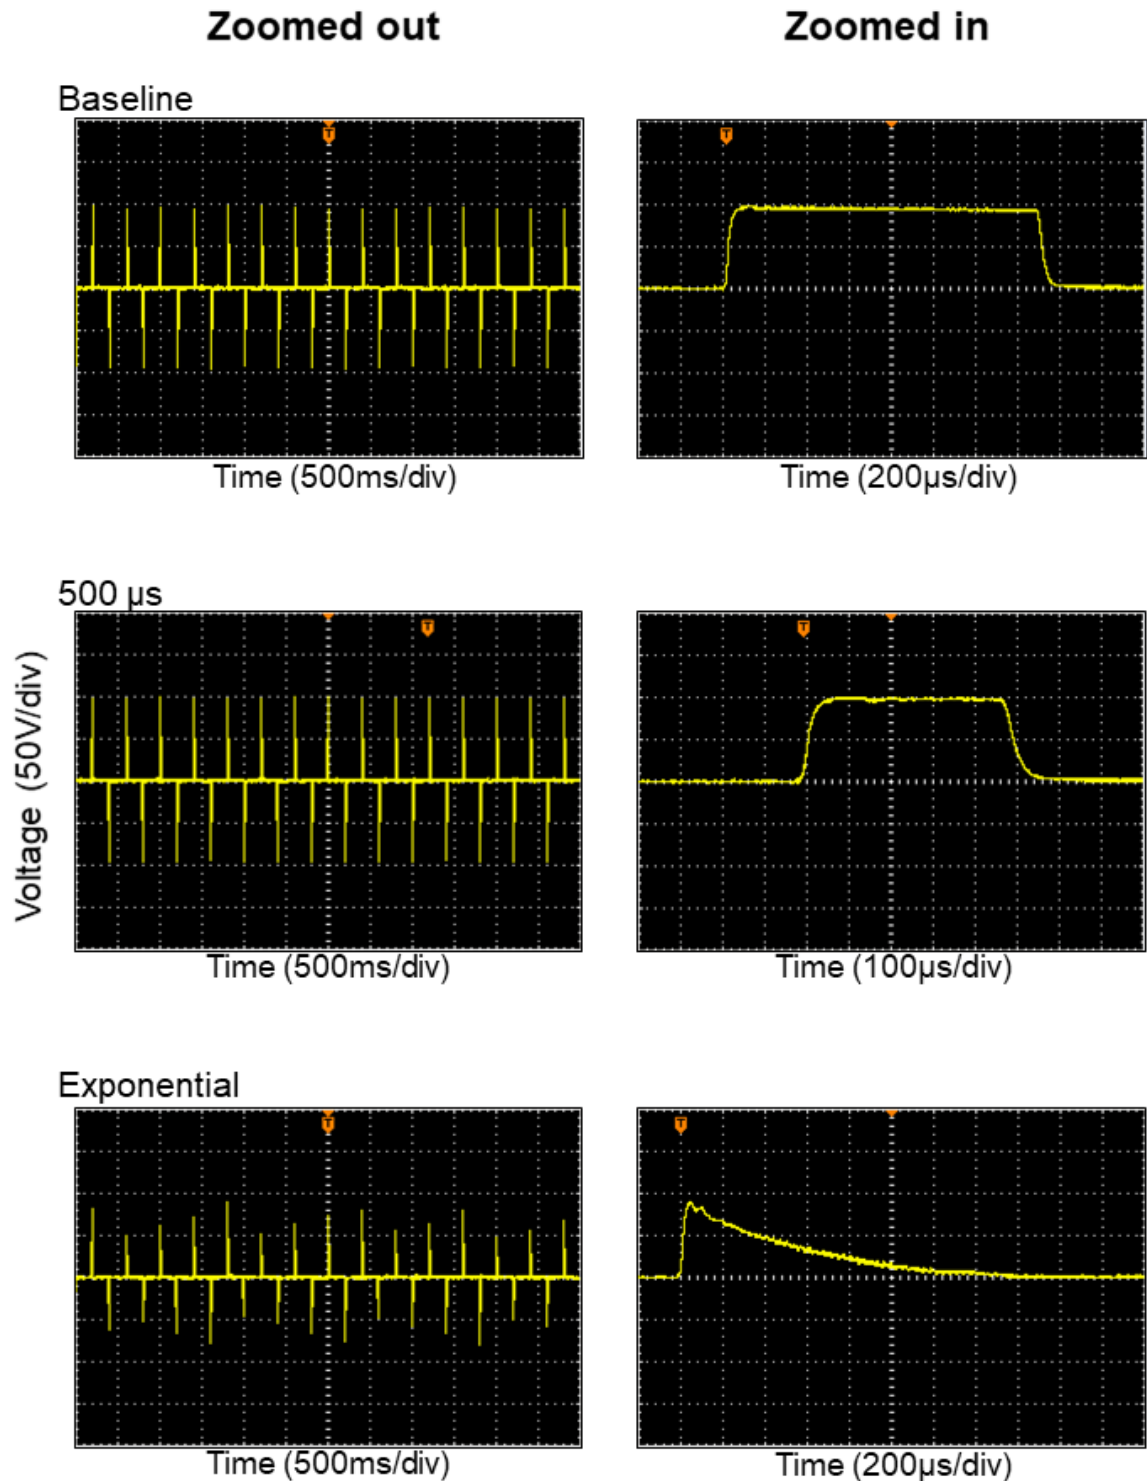 Zoomed out
Zoomed in
Baseline
T
T
Time (500ms/div)
Time (200µs/div)
500 µs
T
T
Voltage (50V/div)
Time (500ms/div)
Time (100µs/div)
Exponential
T
T
Time (500ms/div)
Time (200µs/div)